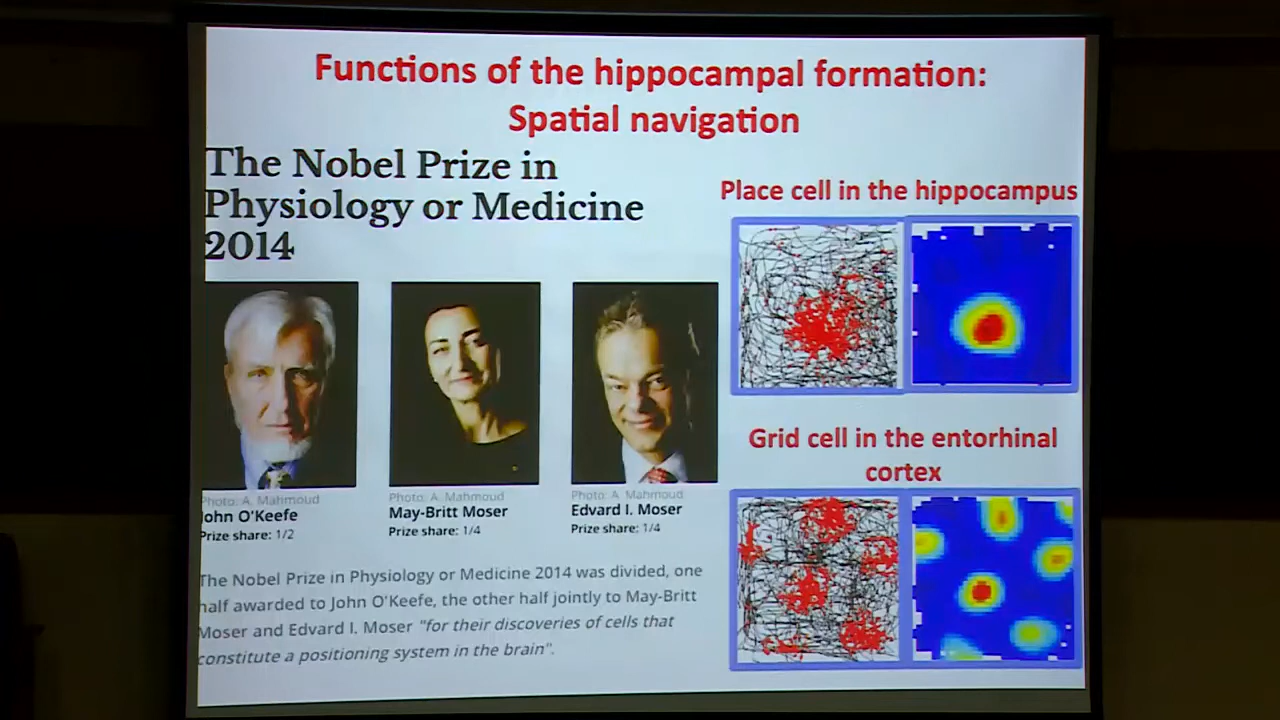 Functions of the hippocampal formation:
Spatial navigation
The Nobel Prize in
Physiology or Medicine
2014
Place cell in the hippocampus
Photo: A. Mahmoud
John O'Keefe
Prize share: 1/2
Photo: A. Mahmoud
May-Britt Moser
Prize share: 1/4
Photo: A. Mahmoud
Edvard I. Moser
Prize share: 1/4
Grid cell in the entorhinal
cortex
The Nobel Prize in Physiology or Medicine 2014 was divided, one
half awarded to John O'Keefe, the other half jointly to May-Britt
Moser and Edvard I. Moser "for their discoveries of cells that
constitute a positioning system in the brain".